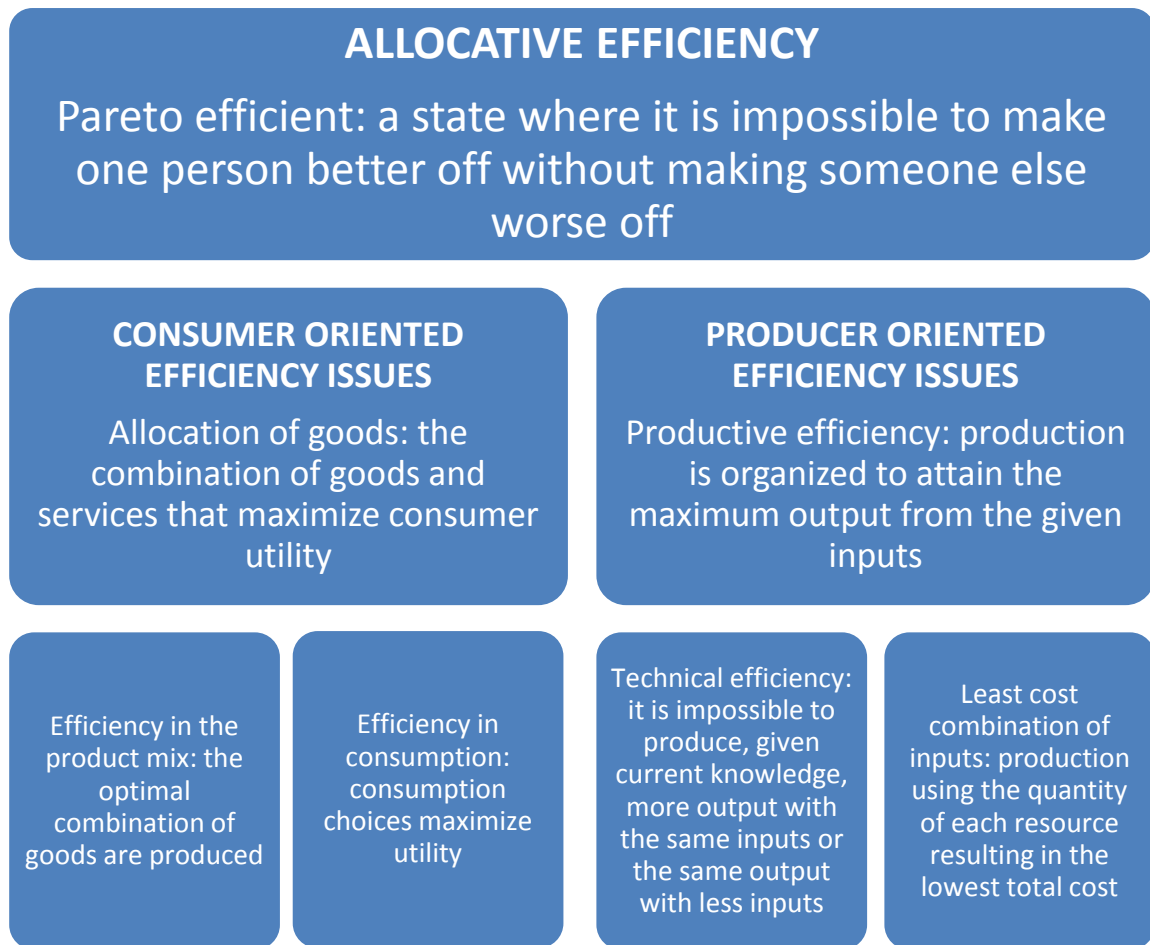 ALLOCATIVE EFFICIENCY
Pareto efficient: a state where it is impossible to make
one person better off without making someone else
worse off
CONSUMER ORIENTED
EFFICIENCY ISSUES
Allocation of goods: the
combination of goods and
services that maximize consumer
utility
PRODUCER ORIENTED
EFFICIENCY ISSUES
Productive efficiency: production
is organized to attain the
maximum output from the given
inputs
Efficiency in the
product mix: the
optimal
combination of
goods are produced
Efficiency in
consumption:
consumption
choices maximize
utility
Technical efficiency:
it is impossible to
produce, given
current knowledge,
more output with
the same inputs or
the same output
with less inputs
Least cost
combination of
inputs: production
using the quantity
of each resource
resulting in the
lowest total cost